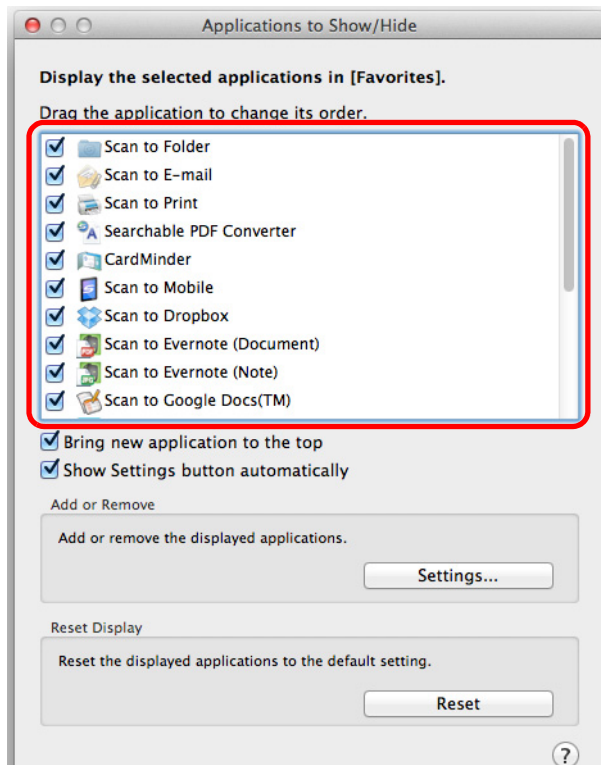 Applications to Show/Hide
Display the selected applications in [Favorites].
Drag the application to change its order.
Scan to Folder
Scan to E-mail
Scan to Print
Searchable PDF Converter
CardMinder
Scan to Mobile
Scan to Dropbox
Scan to Evernote (Document)
Scan to Evernote (Note)
Scan to Google Docs(TM)
Bring new application to the top
Show Settings button automatically
Add or Remove
Add or remove the displayed applications.
Settings...
Reset Display
Reset the displayed applications to the default setting.
Reset
?